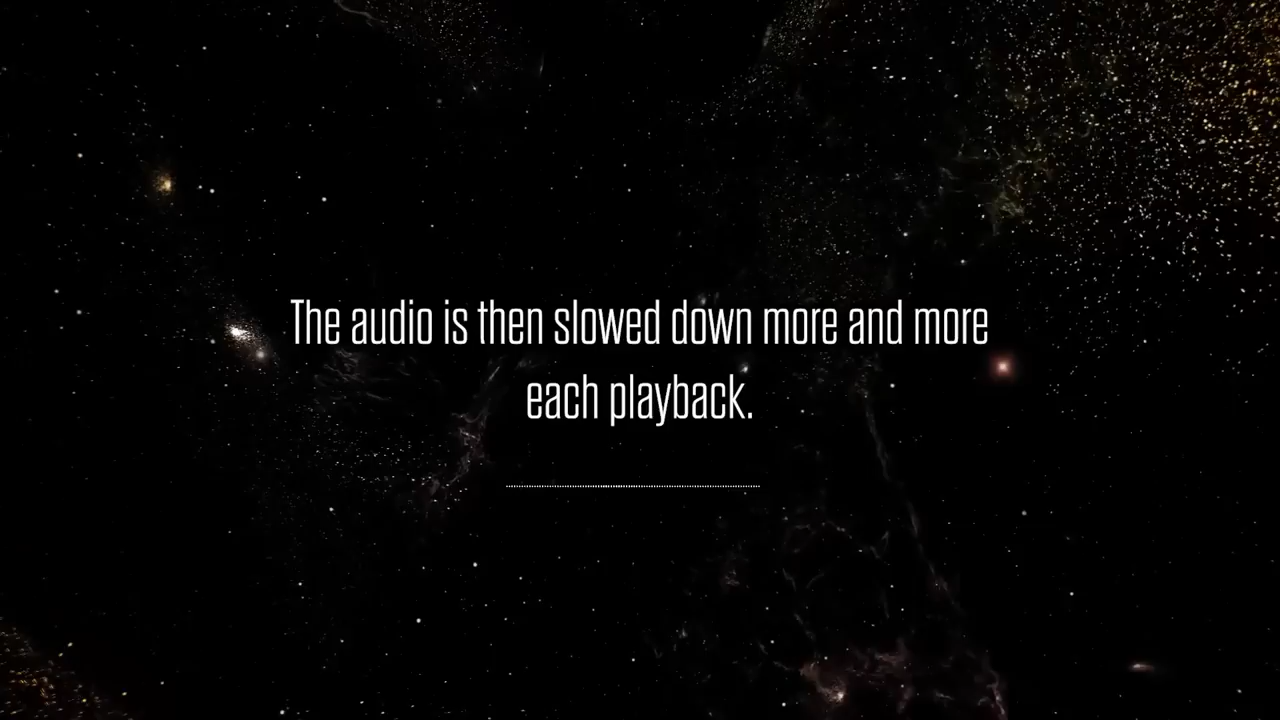 The audio is then slowed down more and more
each playback.